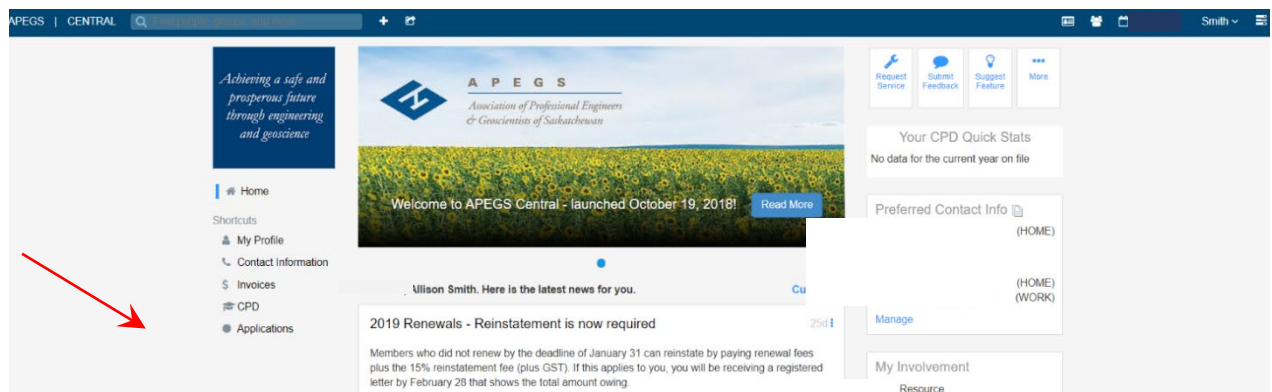 APEGS | CENTRAL
Smith
Achieving a safe and
prosperous future
through engineering
and geoscience
Home
Shortcuts
My Profile
Contact Information
$ Invoices
CPD
Applications
A P E G S
Association of Professional Engineers
& Geoscientists of Saskatchewan
Welcome to APEGS Central - launched October 19, 2018!
Read More
Allison Smith. Here is the latest news for you.
Cu
2019 Renewals - Reinstatement is now required
25d
Members who did not renew by the deadline of January 31 can reinstate by paying renewal fees
plus the 15% reinstatement fee (plus GST). If this applies to you, you will be receiving a registered
letter by February 28 that shows the total amount owing.
Request
Service
Submit
Feedback
Suggest
Feature
More
Your CPD Quick Stats
No data for the current year on file
Preferred Contact Info
(HOME)
(HOME)
(WORK)
Manage
My Involvement
Resource